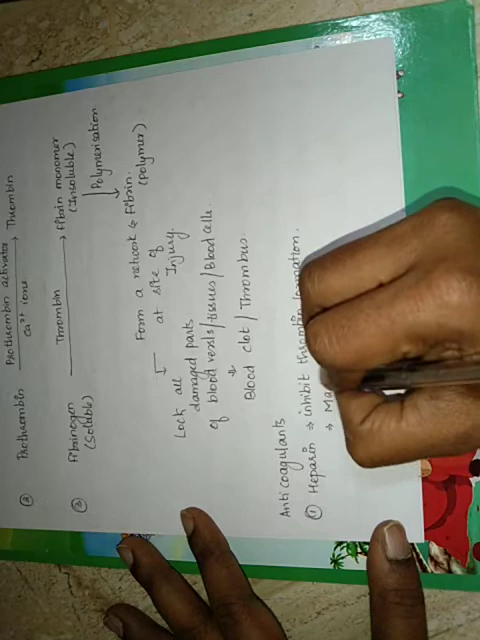 ② Prothrombin Prothrombin activator → Thrombin
Ca2+ ions
③ Fibrinogen Thrombin → Fibrin monomer
(Soluble) (Insoluble)
↓ Polymerisation
Form a network ← Fibrin.
at site of (Polymer)
Injury.
↓
Lock all
damaged parts
of blood vessels/tissues/Blood cells.
↓
Blood clot / Thrombus.
Anticoagulants
① Heparin ⇒ inhibit thrombin formation.
⇒ Ma